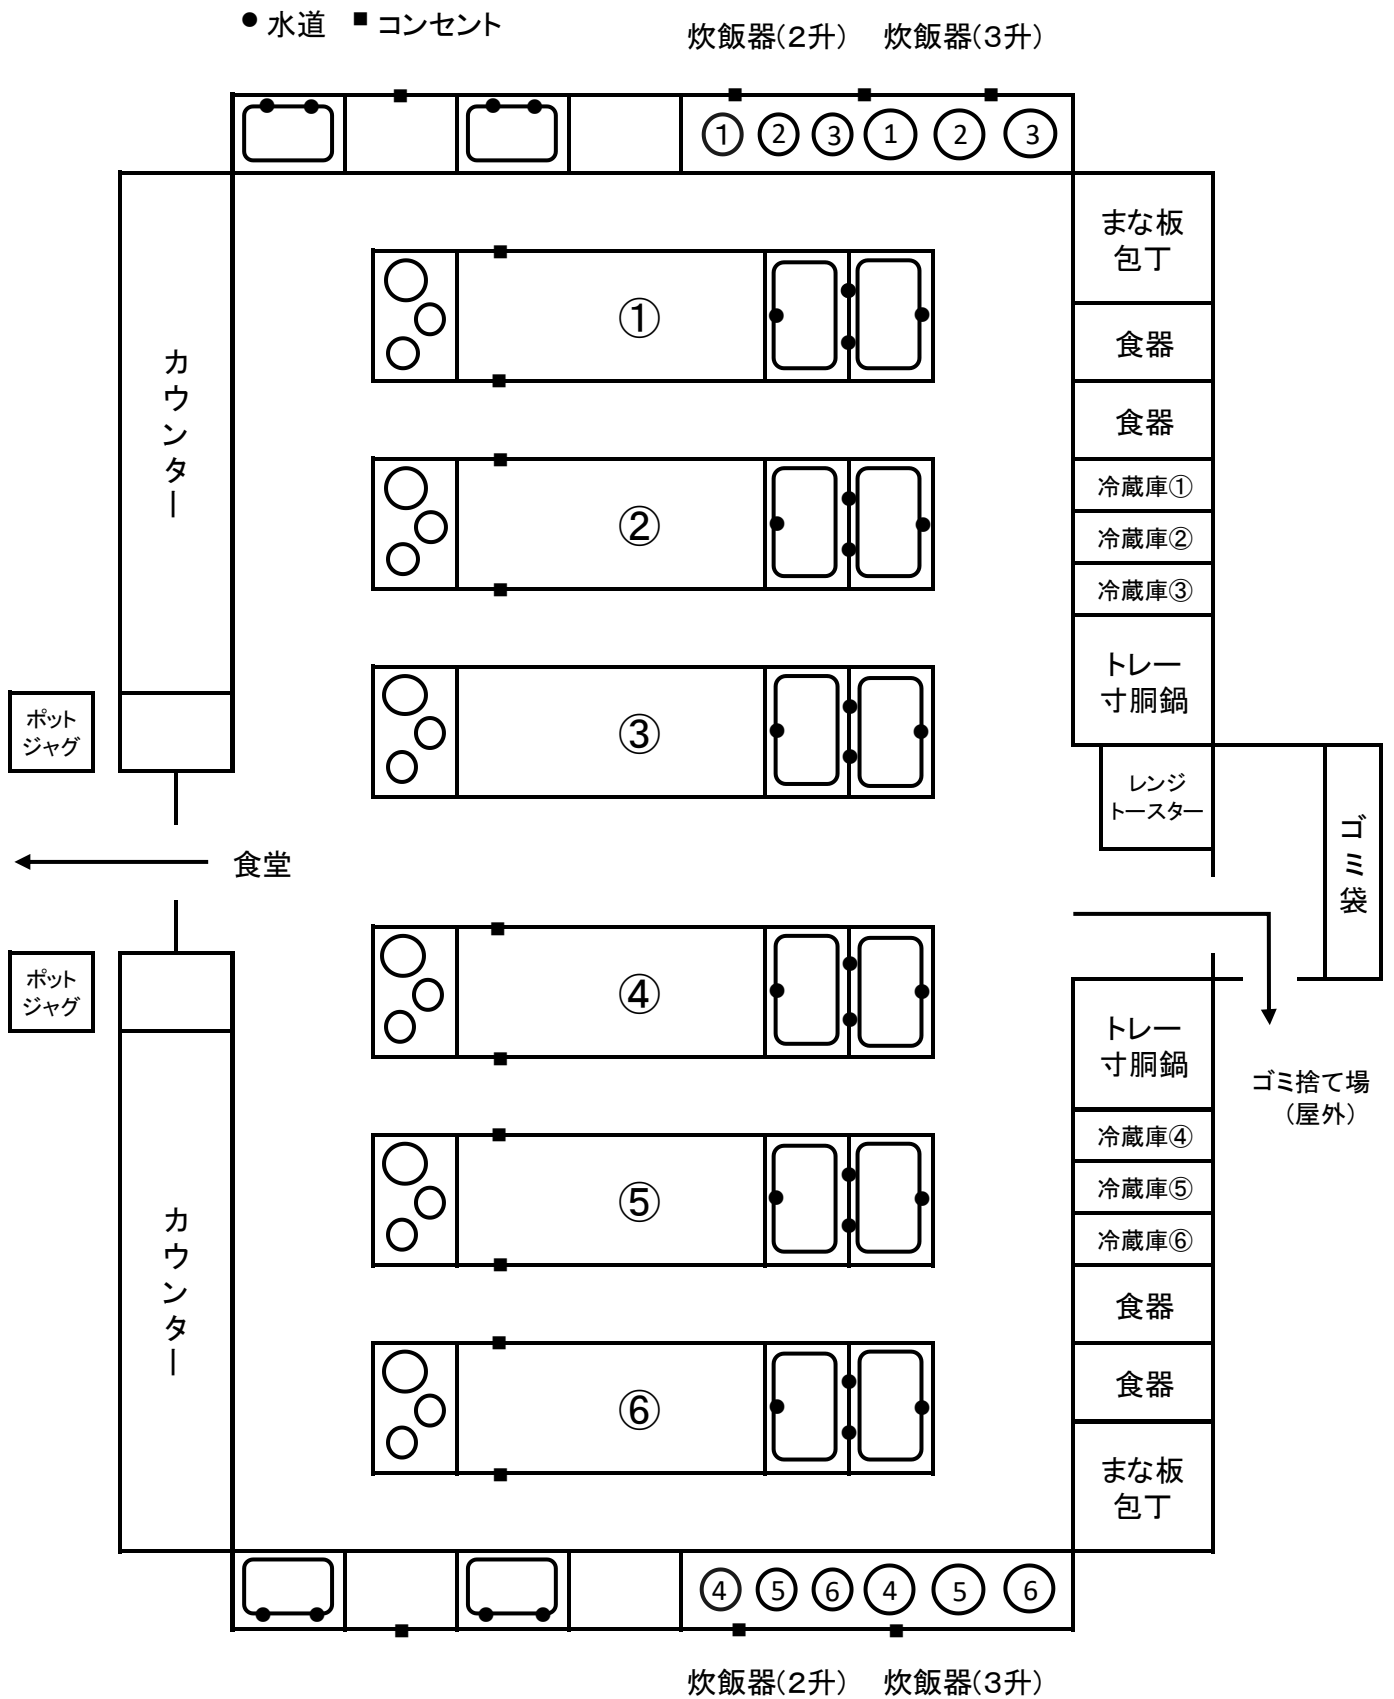 ● 水道 ■ コンセント
炊飯器(2升) 炊飯器(3升)
① ② ③ ① ② ③
まな板
包丁
食器
食器
冷蔵庫①
冷蔵庫②
冷蔵庫③
トレー
寸胴鍋
レンジ
トースター
ゴミ袋
カウンター
①
②
③
ポット
ジャグ
食堂
ポット
ジャグ
カウンター
④
⑤
⑥
トレー
寸胴鍋
ゴミ捨て場
(屋外)
冷蔵庫④
冷蔵庫⑤
冷蔵庫⑥
食器
食器
まな板
包丁
④ ⑤ ⑥ ④ ⑤ ⑥
炊飯器(2升) 炊飯器(3升)